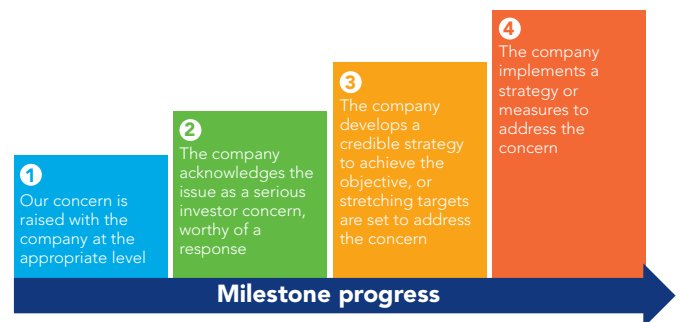 1
Our concern is
raised with the
company at the
appropriate level
2
The company
acknowledges the
issue as a serious
investor concern,
worthy of a
response
3
The company
develops a
credible strategy
to achieve the
objective, or
stretching targets
are set to address
the concern
4
The company
implements a
strategy or
measures to
address the
concern
Milestone progress